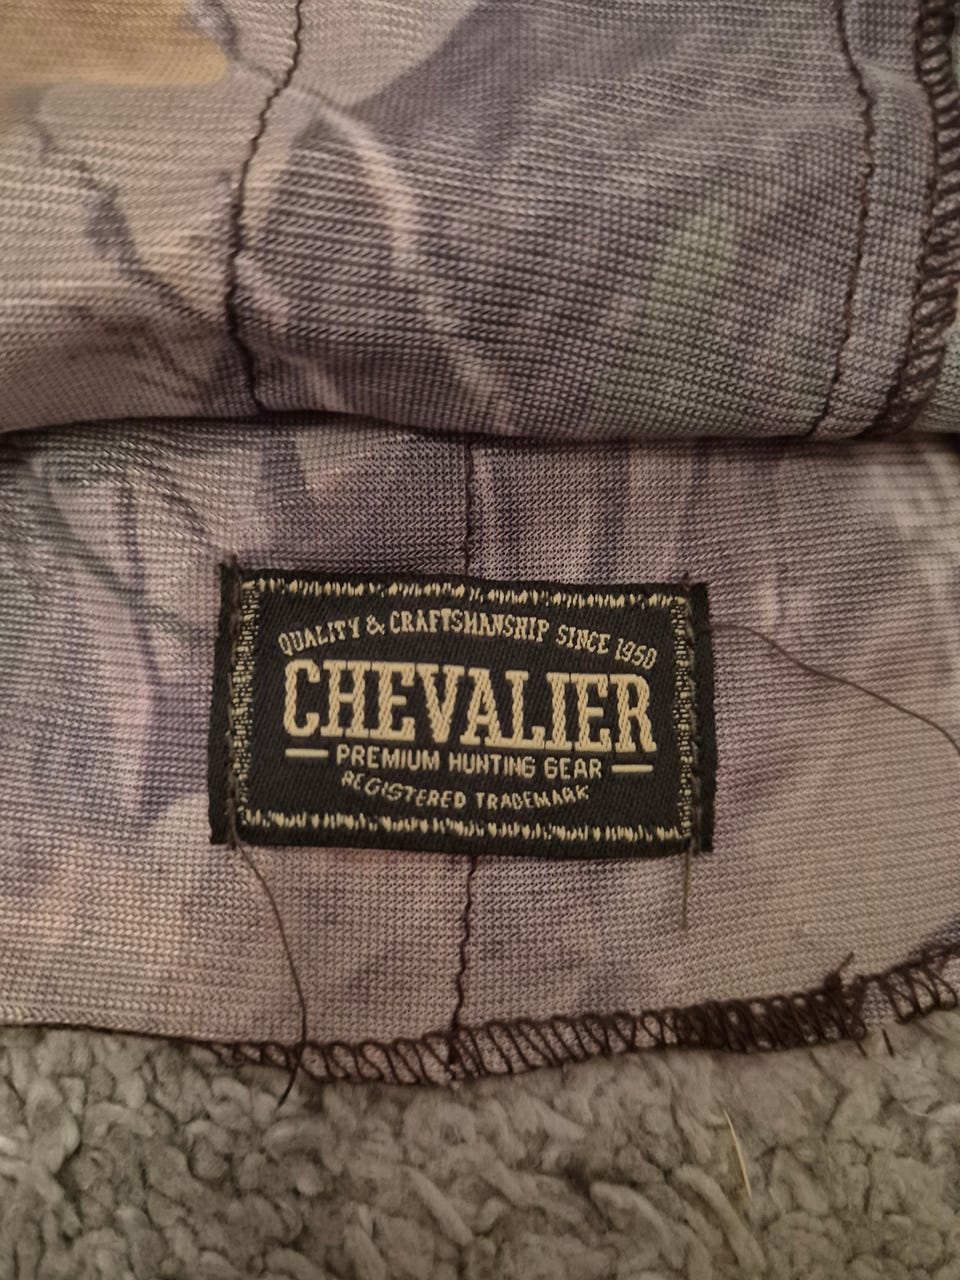 QUALITY & CRAFTSMANSHIP SINCE 1950
CHEVALIER
PREMIUM HUNTING GEAR
REGISTERED TRADEMARK